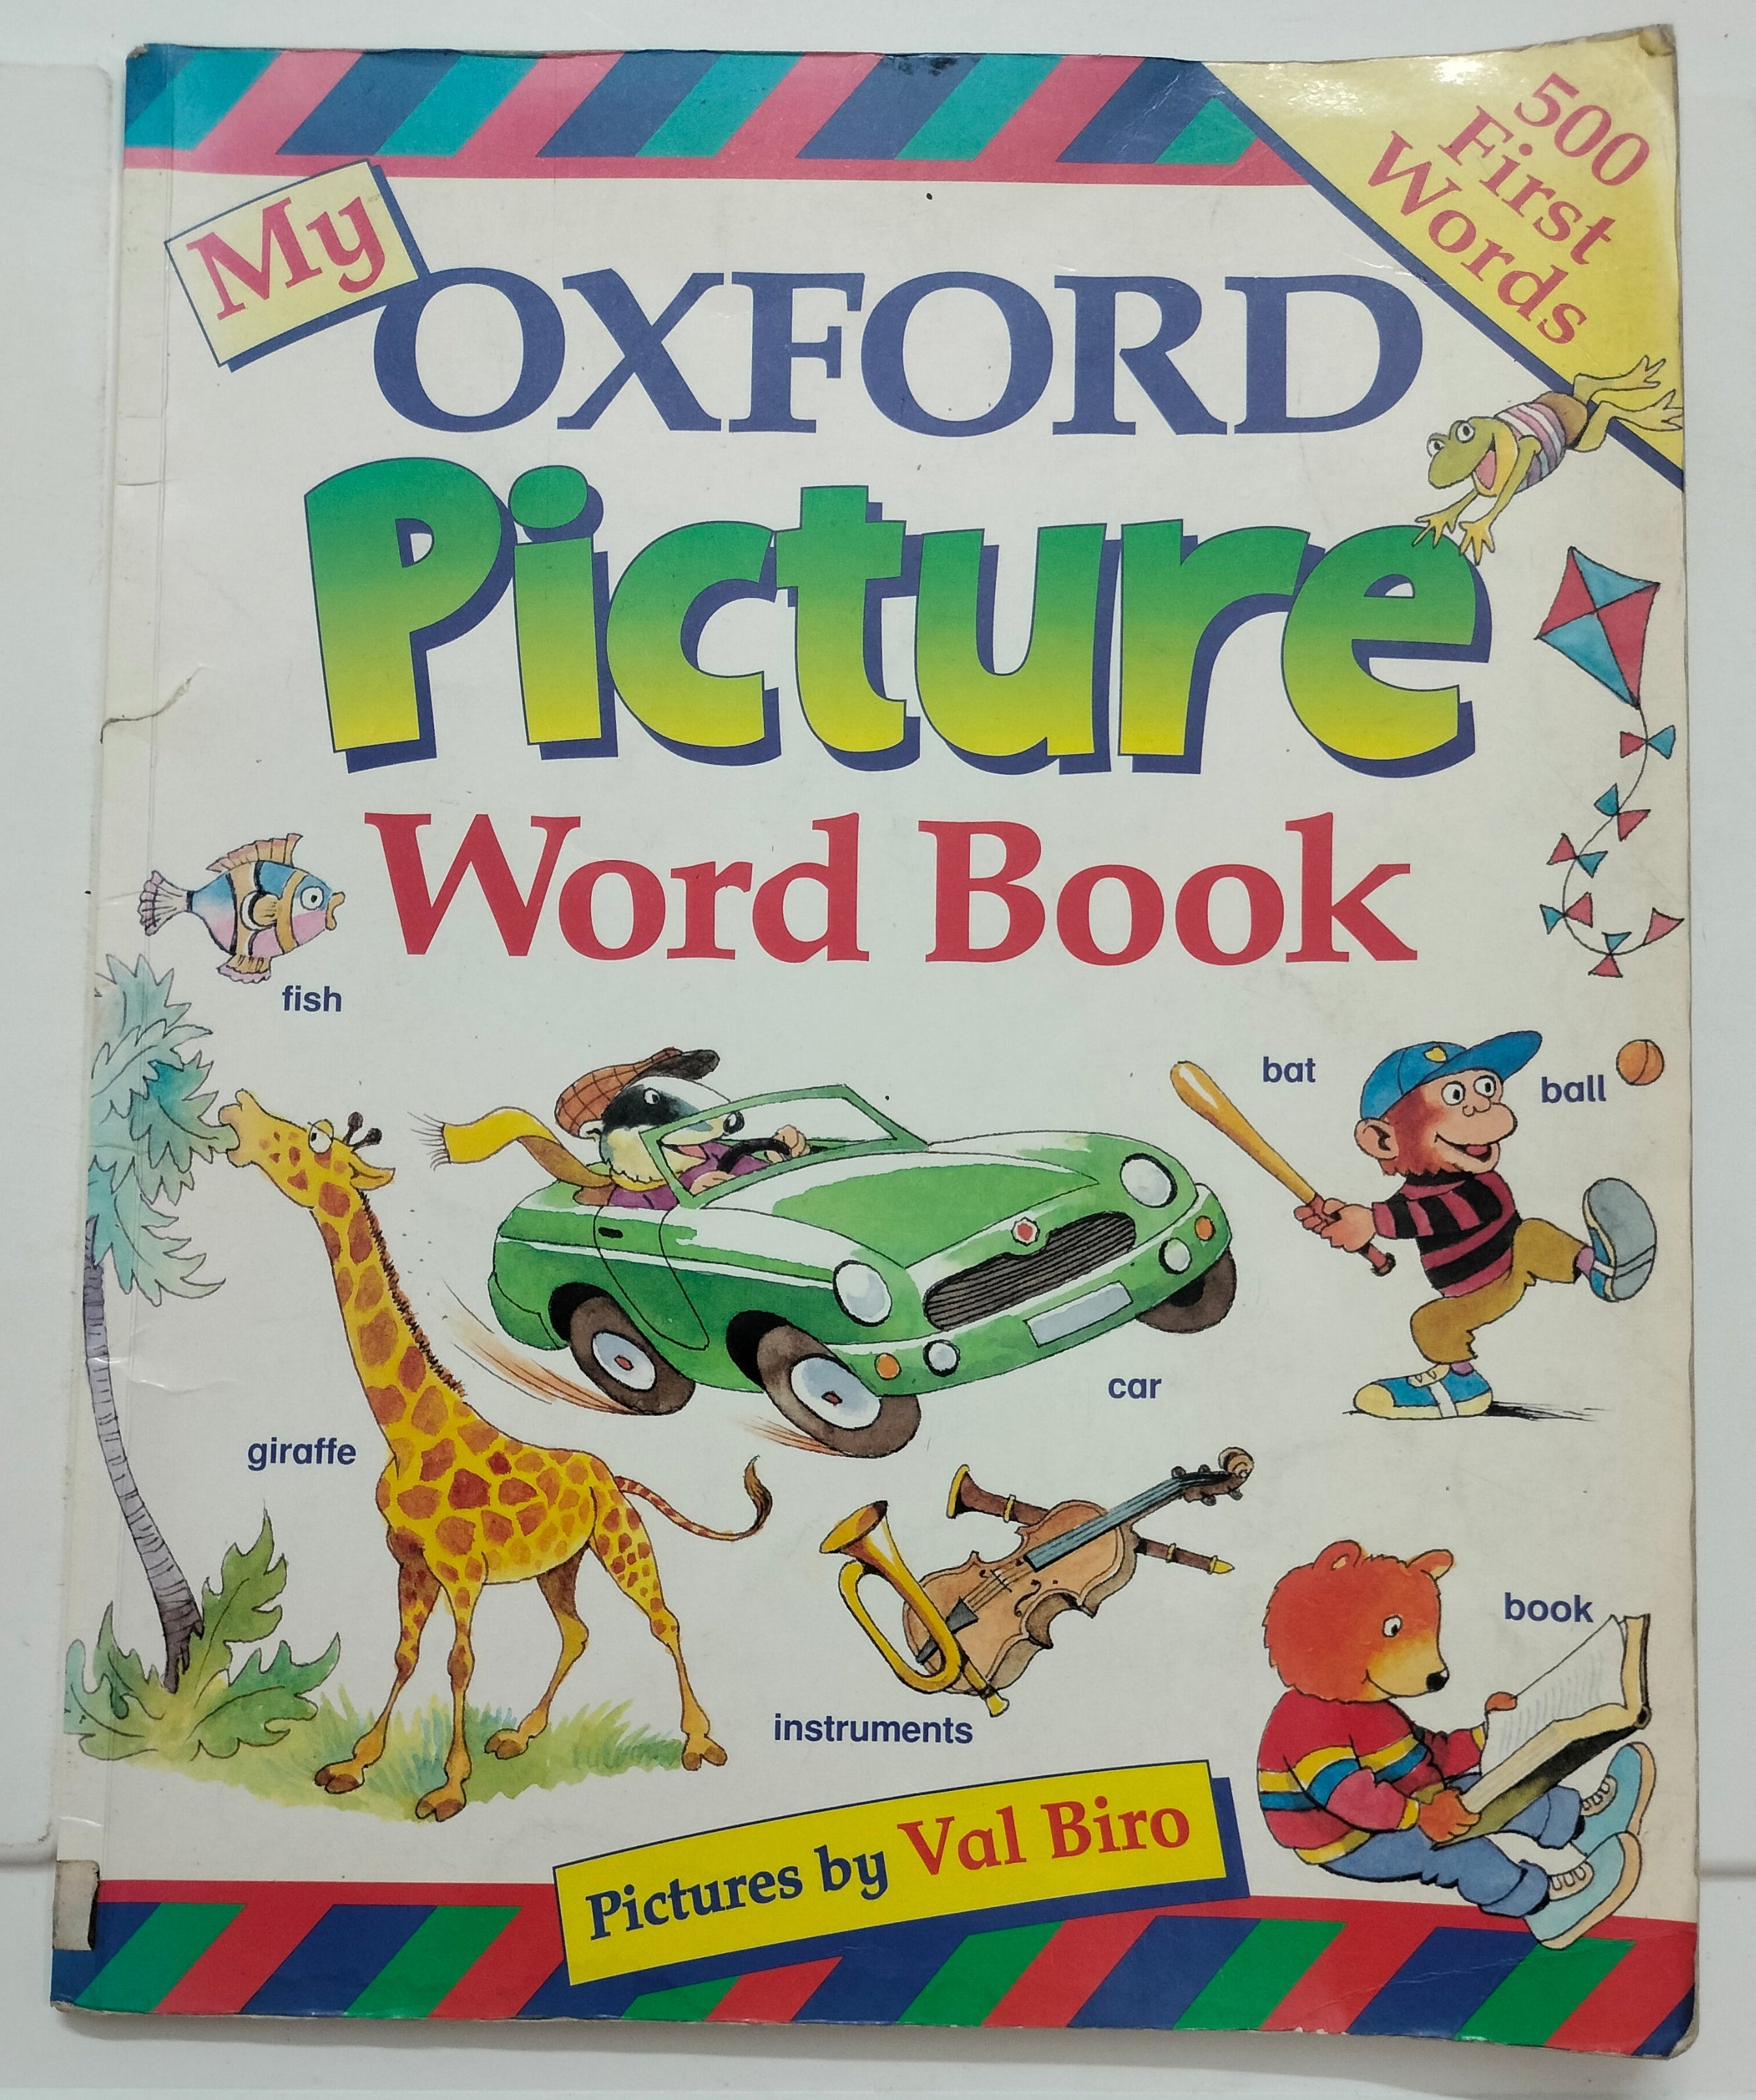 500
First
Words
My
OXFORD
Picture
Word Book
fish
bat
ball
car
giraffe
book
instruments
Pictures by Val Biro